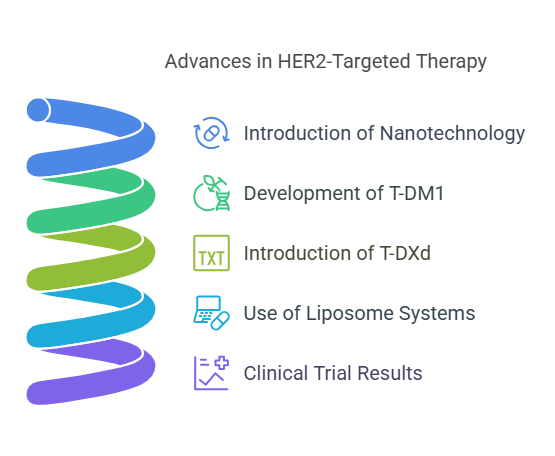 Advances in HER2-Targeted Therapy
Introduction of Nanotechnology
Development of T-DM1
TXT
Introduction of T-DXd
Use of Liposome Systems
Clinical Trial Results